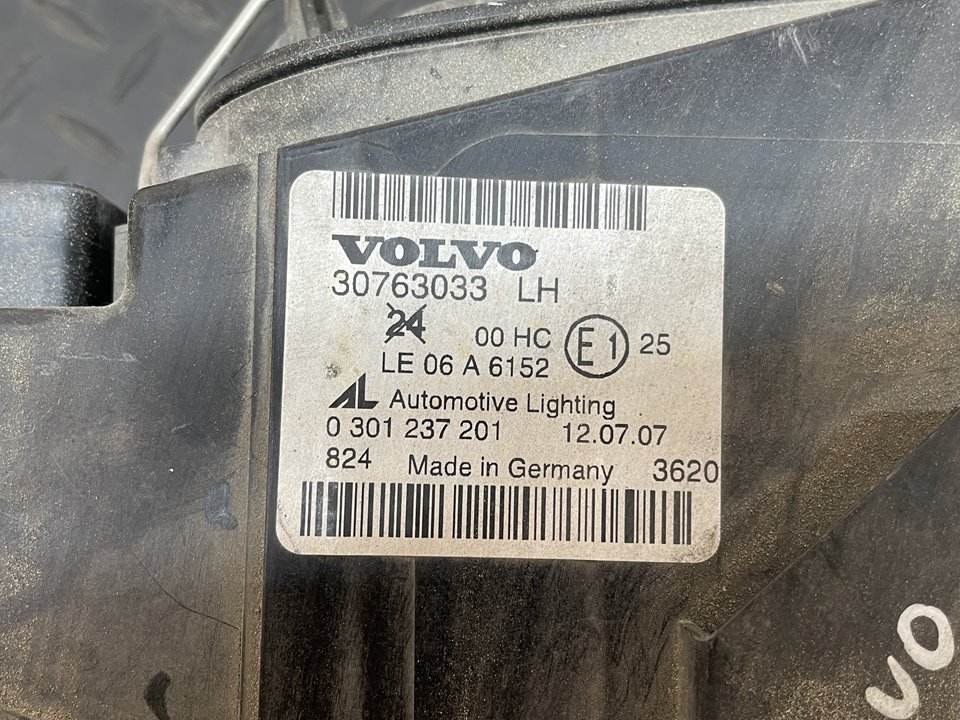 VOLVO
30763033 LH
24 00 HC E1 25
LE 06 A 6152
AL Automotive Lighting
0 301 237 201 12.07.07
824 Made in Germany 3620
VO